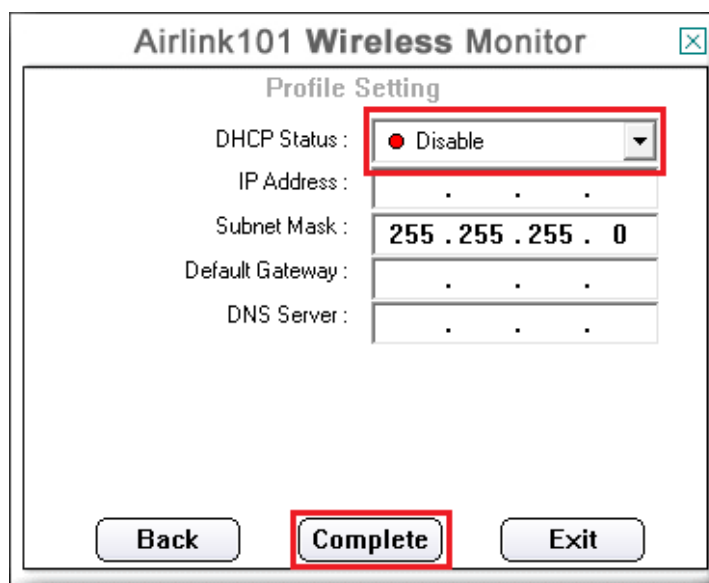 Airlink101 Wireless Monitor
Profile Setting
DHCP Status : Disable
IP Address : . . .
Subnet Mask : 255 . 255 . 255 . 0
Default Gateway : . . .
DNS Server : . . .
Back Complete Exit